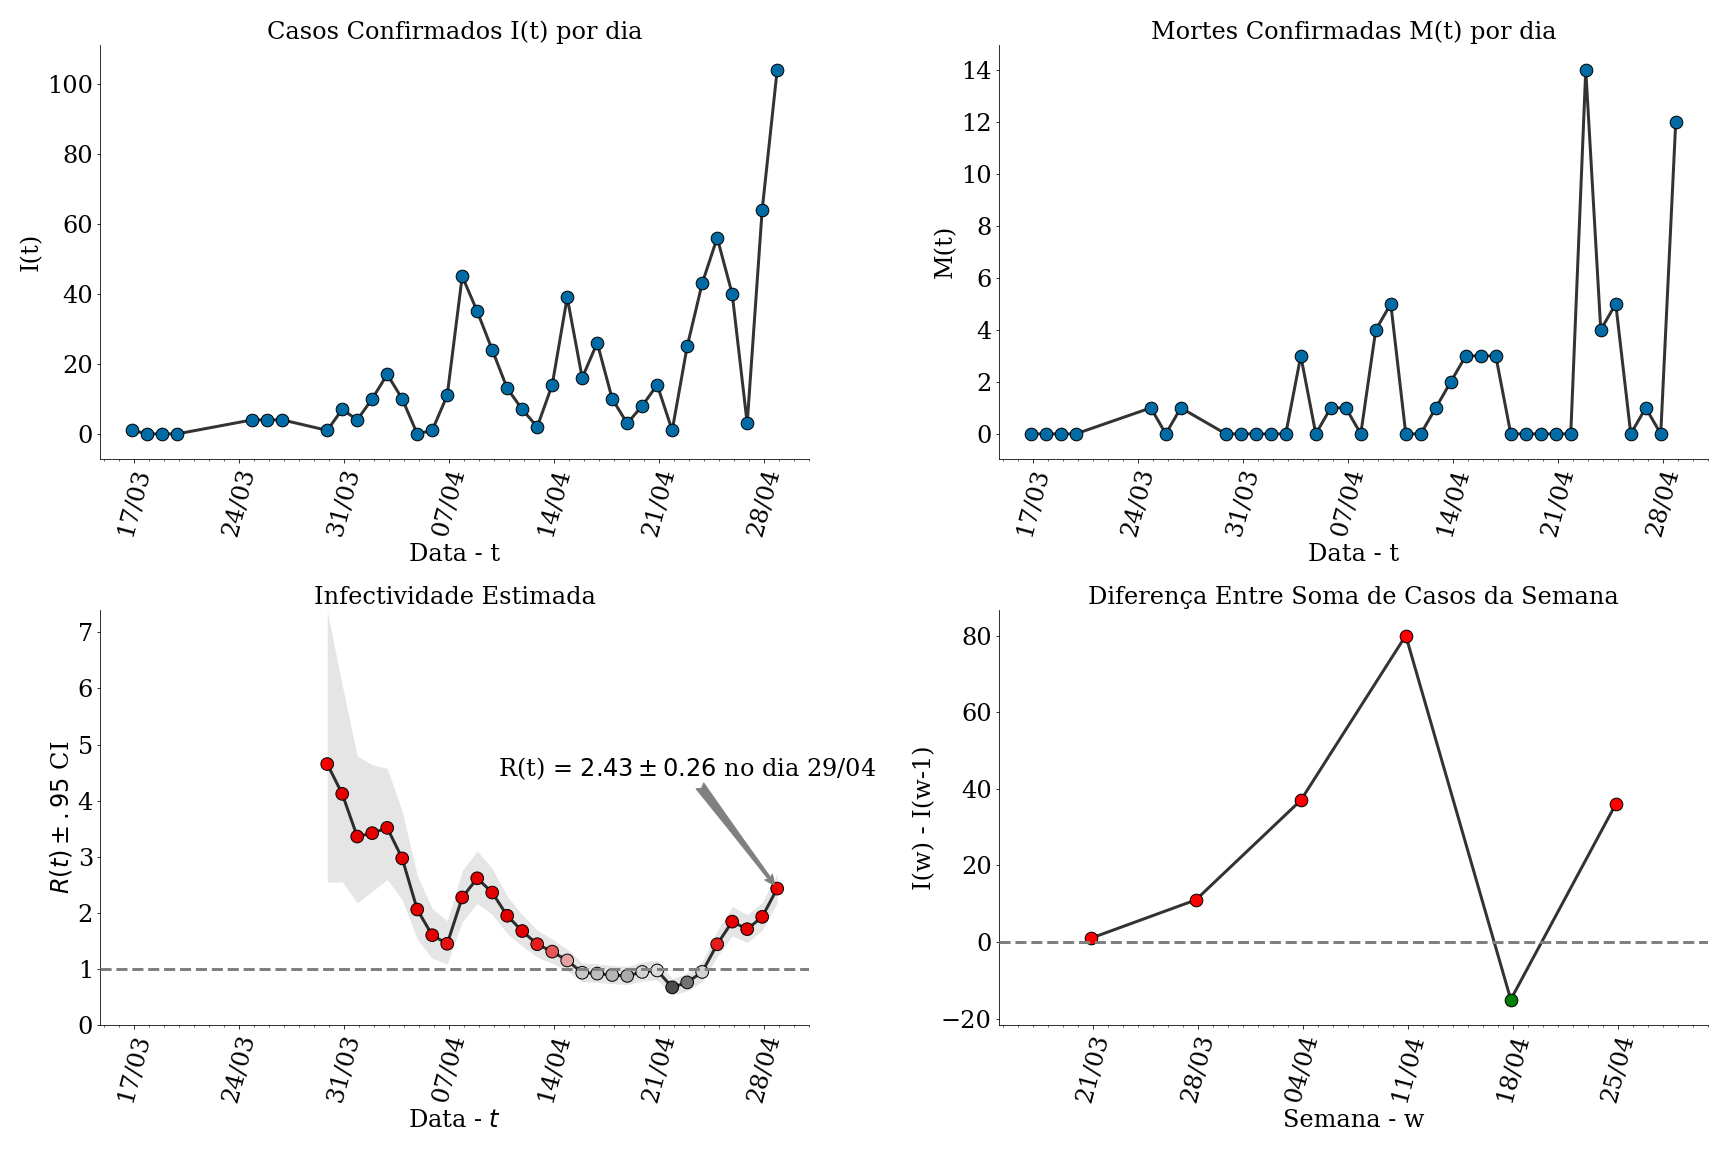 Casos Confirmados I(t) por dia
I(t)
100
80
60
40
20
0
17/03 24/03 31/03 07/04 14/04 21/04 28/04
Data - t
Mortes Confirmadas M(t) por dia
M(t)
14
12
10
8
6
4
2
0
17/03 24/03 31/03 07/04 14/04 21/04 28/04
Data - t
Infectividade Estimada
R(t) ± .95 CI
7
6
5
4
3
2
1
0
R(t) = 2.43 ± 0.26 no dia 29/04
17/03 24/03 31/03 07/04 14/04 21/04 28/04
Data - t
Diferença Entre Soma de Casos da Semana
I(w) - I(w-1)
80
60
40
20
0
−20
21/03 28/03 04/04 11/04 18/04 25/04
Semana - w